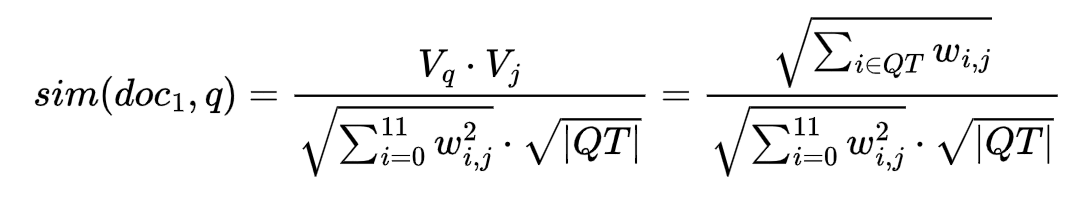 $sim(doc_1, q) = \frac{V_q \cdot V_j}{\sqrt{\sum_{i=0}^{11} w_{i,j}^2} \cdot \sqrt{|QT|}} = \frac{\sqrt{\sum_{i \in QT} w_{i,j}}}{\sqrt{\sum_{i=0}^{11} w_{i,j}^2} \cdot \sqrt{|QT|}}$